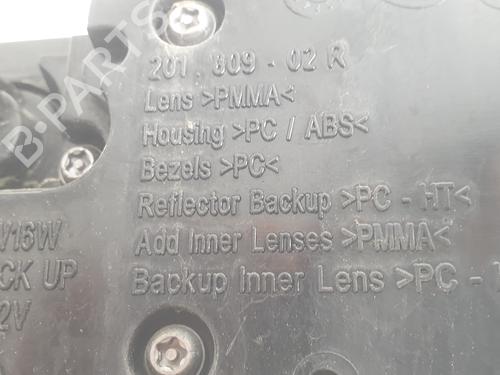 201 809 - 02 R
Lens >PMMA<
Housing >PC / ABS<
Bezels >PC<
Reflector Backup >PC - HT<
Add Inner Lenses >PMMA<
Backup Inner Lens >PC -
V16W
CK UP
2V
B-PARTS